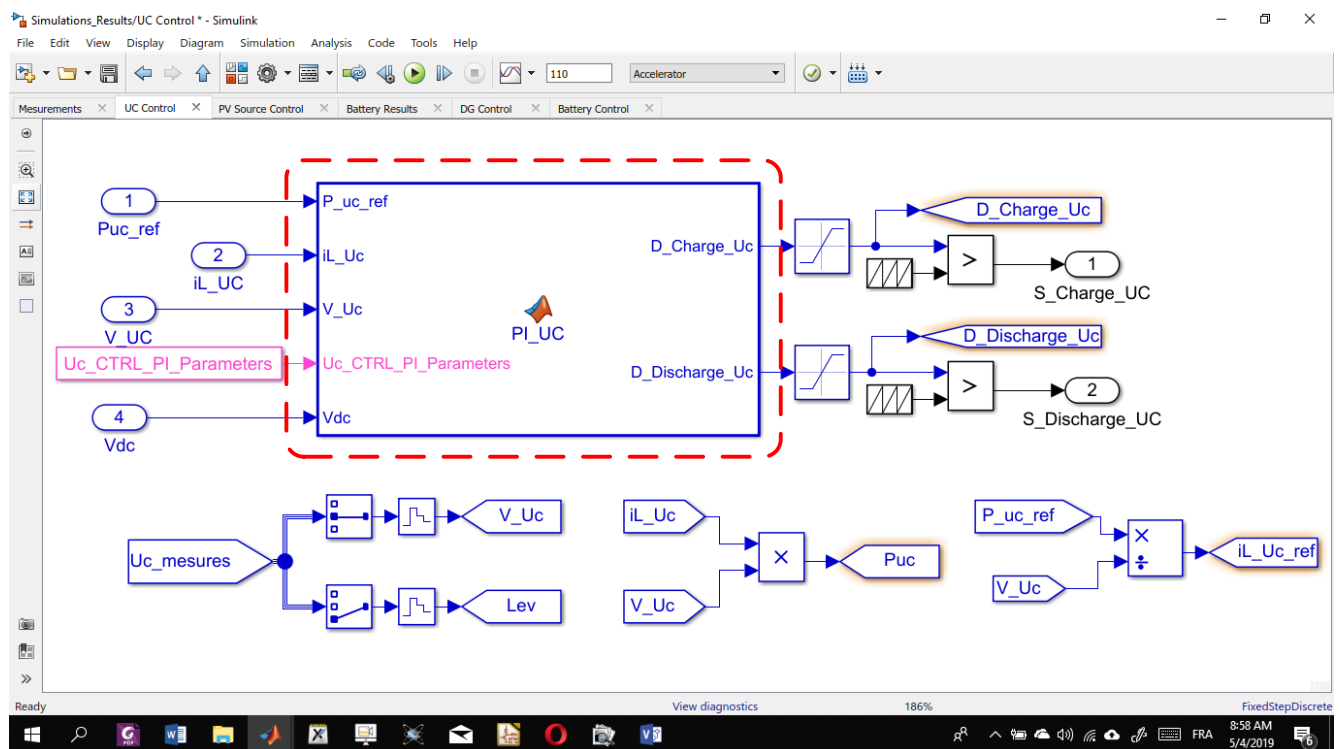 Simulations_Results/UC Control * - Simulink
File Edit View Display Diagram Simulation Analysis Code Tools Help
110 Accelerator
Mesurements UC Control PV Source Control Battery Results DG Control Battery Control
1
Puc_ref
2
iL_UC
3
V_UC
Uc_CTRL_PI_Parameters
4
Vdc
P_uc_ref
iL_Uc
V_Uc
Uc_CTRL_PI_Parameters
Vdc
PI_UC
D_Charge_Uc
D_Discharge_Uc
D_Charge_Uc
>
1
S_Charge_UC
D_Discharge_Uc
>
2
S_Discharge_UC
Uc_mesures
V_Uc
Lev
iL_Uc
V_Uc
×
Puc
P_uc_ref
V_Uc
×
÷
iL_Uc_ref
Ready View diagnostics 186% FixedStepDiscrete
FRA
8:58 AM
5/4/2019
6